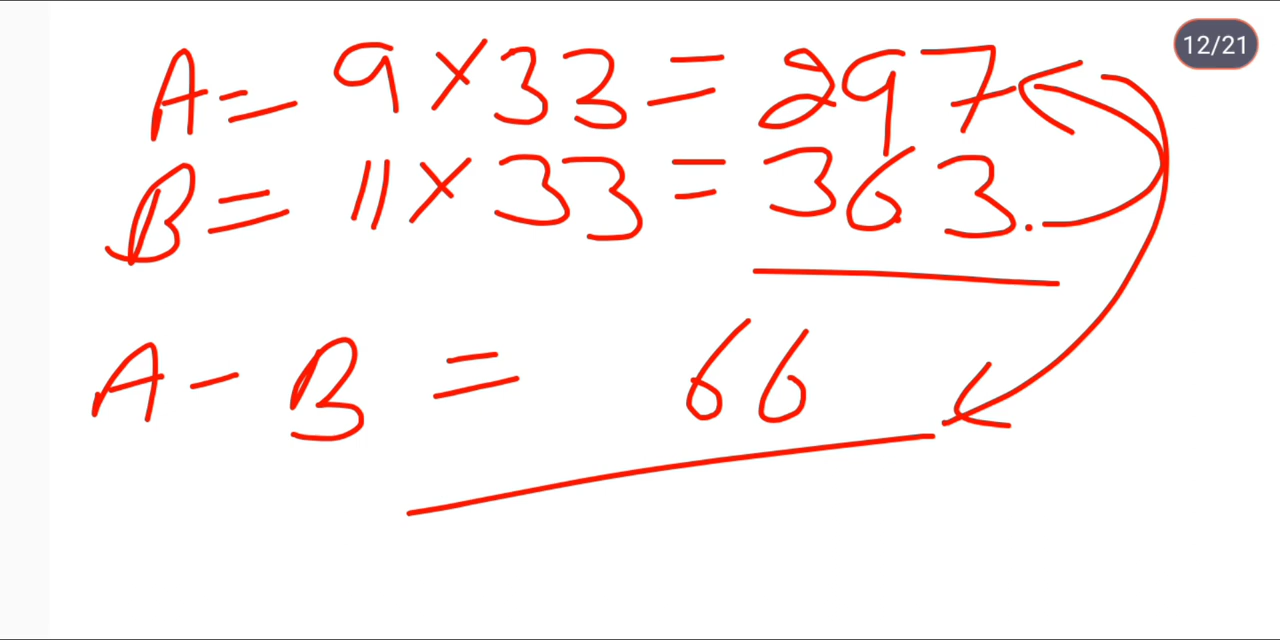 12/21
A = 9 × 33 = 297
B = 11 × 33 = 363.
A - B = 66